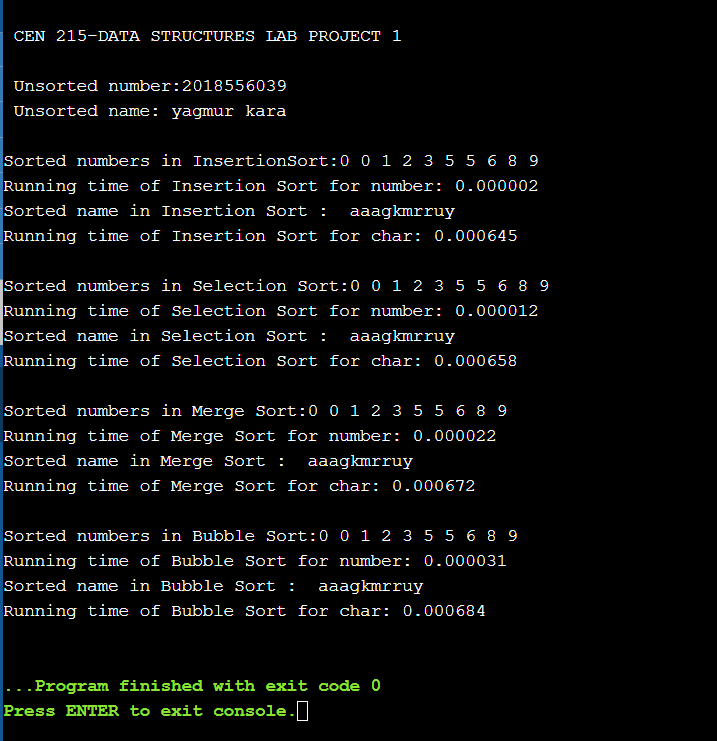 CEN 215-DATA STRUCTURES LAB PROJECT 1
Unsorted number:2018556039
Unsorted name: yagmur kara
Sorted numbers in InsertionSort:0 0 1 2 3 5 5 6 8 9
Running time of Insertion Sort for number: 0.000002
Sorted name in Insertion Sort :  aaagkmrruy
Running time of Insertion Sort for char: 0.000645
Sorted numbers in Selection Sort:0 0 1 2 3 5 5 6 8 9
Running time of Selection Sort for number: 0.000012
Sorted name in Selection Sort :  aaagkmrruy
Running time of Selection Sort for char: 0.000658
Sorted numbers in Merge Sort:0 0 1 2 3 5 5 6 8 9
Running time of Merge Sort for number: 0.000022
Sorted name in Merge Sort :  aaagkmrruy
Running time of Merge Sort for char: 0.000672
Sorted numbers in Bubble Sort:0 0 1 2 3 5 5 6 8 9
Running time of Bubble Sort for number: 0.000031
Sorted name in Bubble Sort :  aaagkmrruy
Running time of Bubble Sort for char: 0.000684
...Program finished with exit code 0
Press ENTER to exit console.